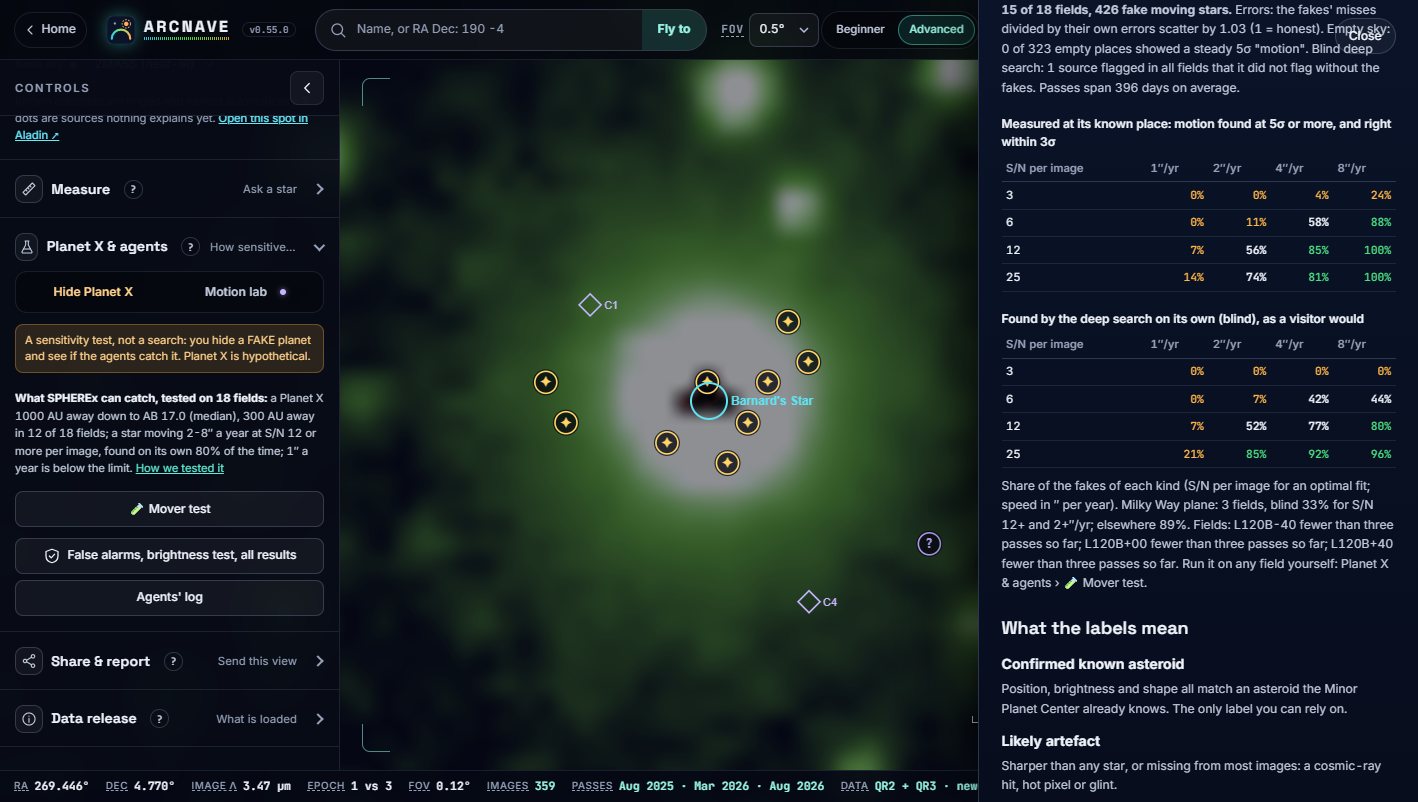 Home
ARCNAVE
v0.55.0
Name, or RA Dec: 190 -4
Fly to
FOV
0.5°
Beginner
Advanced
CONTROLS
dots are sources nothing explains yet. Open this spot in
Aladin ↗
Measure
?
Ask a star
Planet X & agents
?
How sensitive...
Hide Planet X
Motion lab
A sensitivity test, not a search: you hide a FAKE planet
and see if the agents catch it. Planet X is hypothetical.
What SPHEREx can catch, tested on 18 fields: a Planet X
1000 AU away down to AB 17.0 (median), 300 AU away
in 12 of 18 fields; a star moving 2-8″ a year at S/N 12 or
more per image, found on its own 80% of the time; 1″ a
year is below the limit. How we tested it
Mover test
False alarms, brightness test, all results
Agents' log
Share & report
?
Send this view
Data release
?
What is loaded
C1
Barnard's Star
?
C4
15 of 18 fields, 426 fake moving stars. Errors: the fakes' misses
divided by their own errors scatter by 1.03 (1 = honest). Empty sky:
Close
0 of 323 empty places showed a steady 5σ "motion". Blind deep
search: 1 source flagged in all fields that it did not flag without the
fakes. Passes span 396 days on average.
Measured at its known place: motion found at 5σ or more, and right
within 3σ
S/N per image 1″/yr 2″/yr 4″/yr 8″/yr
3 0% 0% 4% 24%
6 0% 11% 58% 88%
12 7% 56% 85% 100%
25 14% 74% 81% 100%
Found by the deep search on its own (blind), as a visitor would
S/N per image 1″/yr 2″/yr 4″/yr 8″/yr
3 0% 0% 0% 0%
6 0% 7% 42% 44%
12 7% 52% 77% 80%
25 21% 85% 92% 96%
Share of the fakes of each kind (S/N per image for an optimal fit;
speed in ″ per year). Milky Way plane: 3 fields, blind 33% for S/N
12+ and 2+″/yr; elsewhere 89%. Fields: L120B-40 fewer than three
passes so far; L120B+00 fewer than three passes so far; L120B+40
fewer than three passes so far. Run it on any field yourself: Planet X
& agents › Mover test.
What the labels mean
Confirmed known asteroid
Position, brightness and shape all match an asteroid the Minor
Planet Center already knows. The only label you can rely on.
Likely artefact
Sharper than any star, or missing from most images: a cosmic-ray
hit, hot pixel or glint.
RA 269.446° DEC 4.770° IMAGE Λ 3.47 µm EPOCH 1 vs 3 FOV 0.12° IMAGES 359 PASSES Aug 2025 · Mar 2026 · Aug 2026 DATA QR2 + QR3 · new